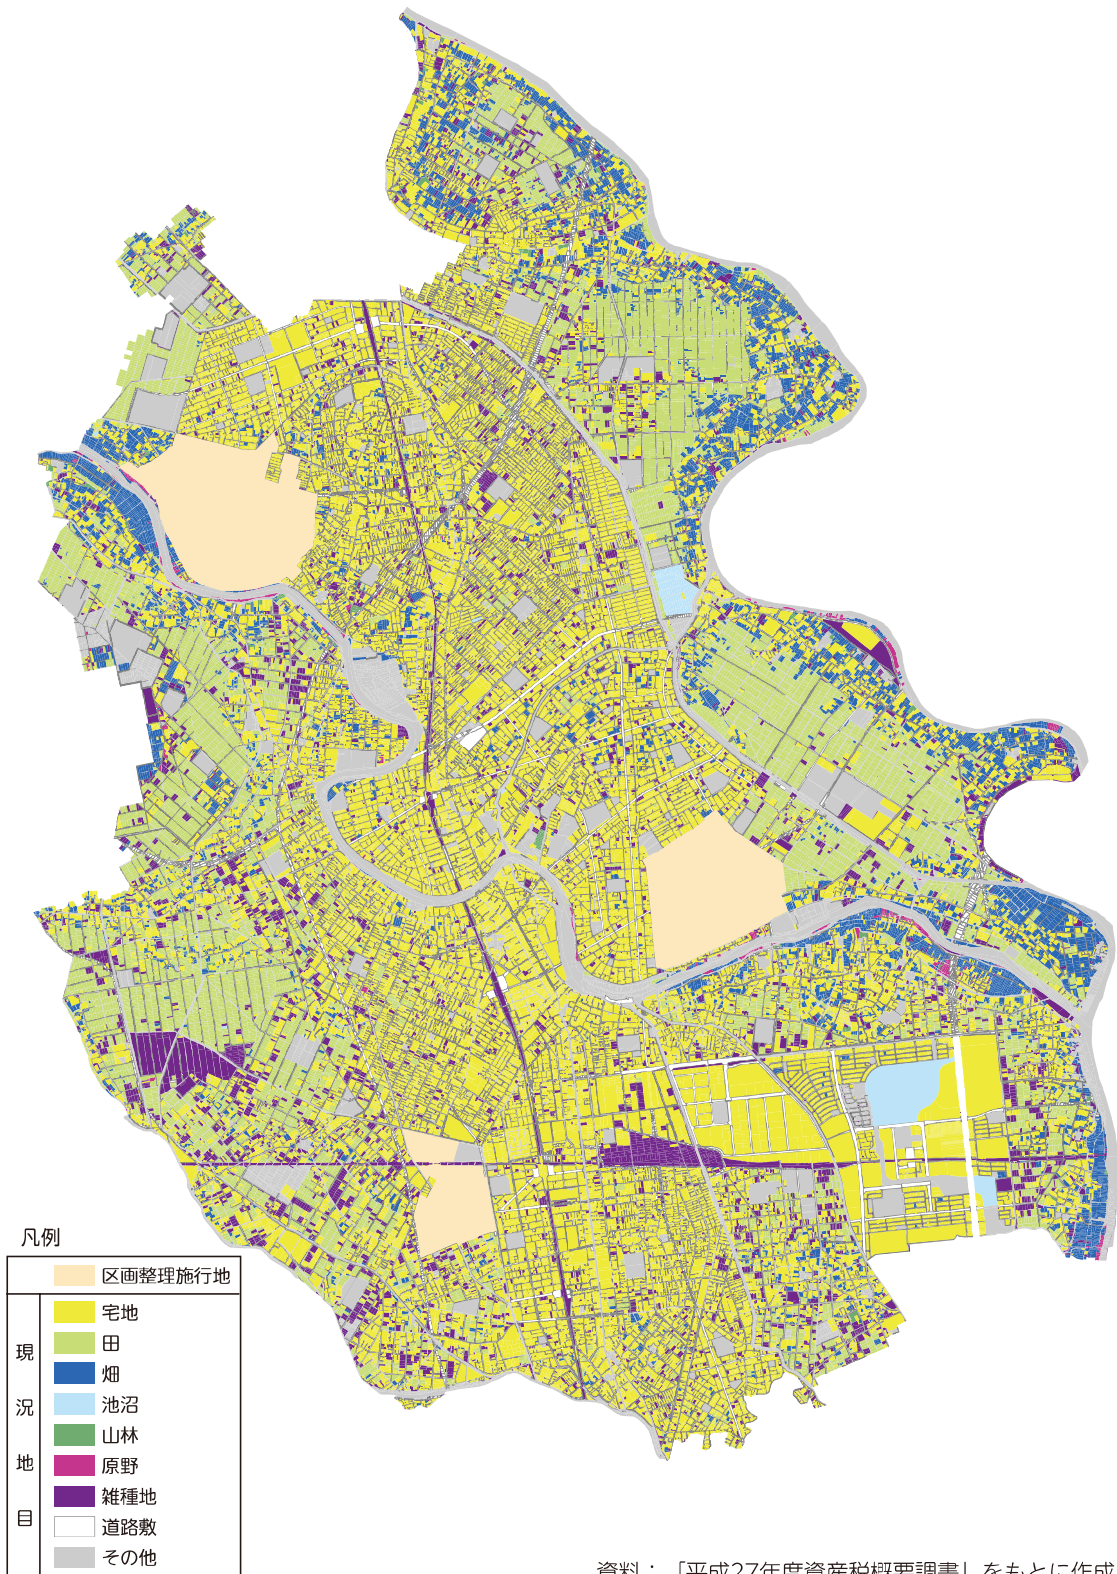 凡例
区画整理施行地
現況地目
宅地
田
畑
池沼
山林
原野
雑種地
道路敷
その他
資料：「平成27年度資産税概要調書」をもとに作成